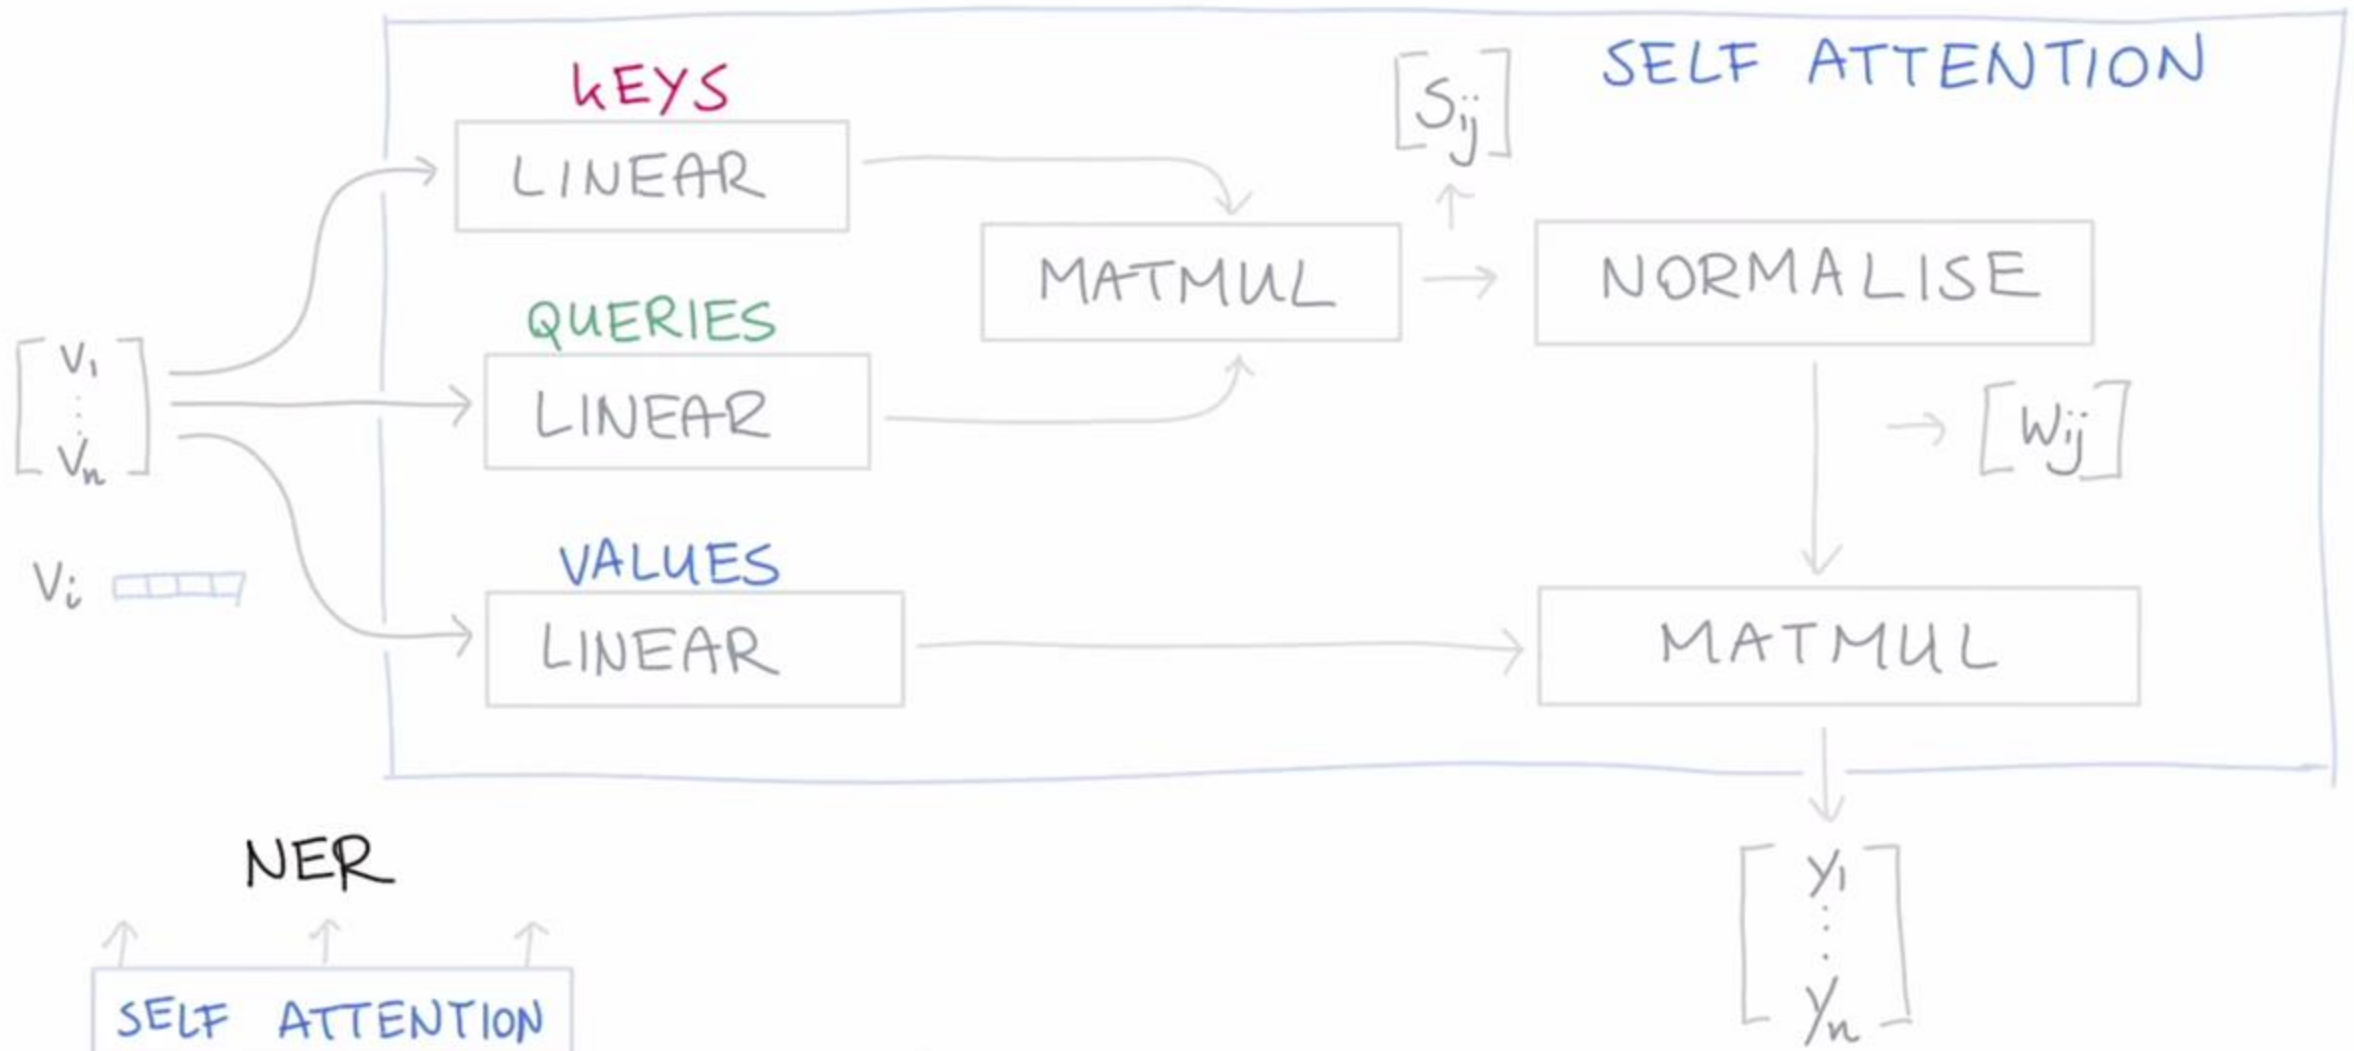 SELF ATTENTION
KEYS
LINEAR
[Sij]
MATMUL
NORMALISE
QUERIES
LINEAR
[V1
⋮
Vn]
[Wij]
Vi
VALUES
LINEAR
MATMUL
NER
SELF ATTENTION
[Y1
⋮
Yn]